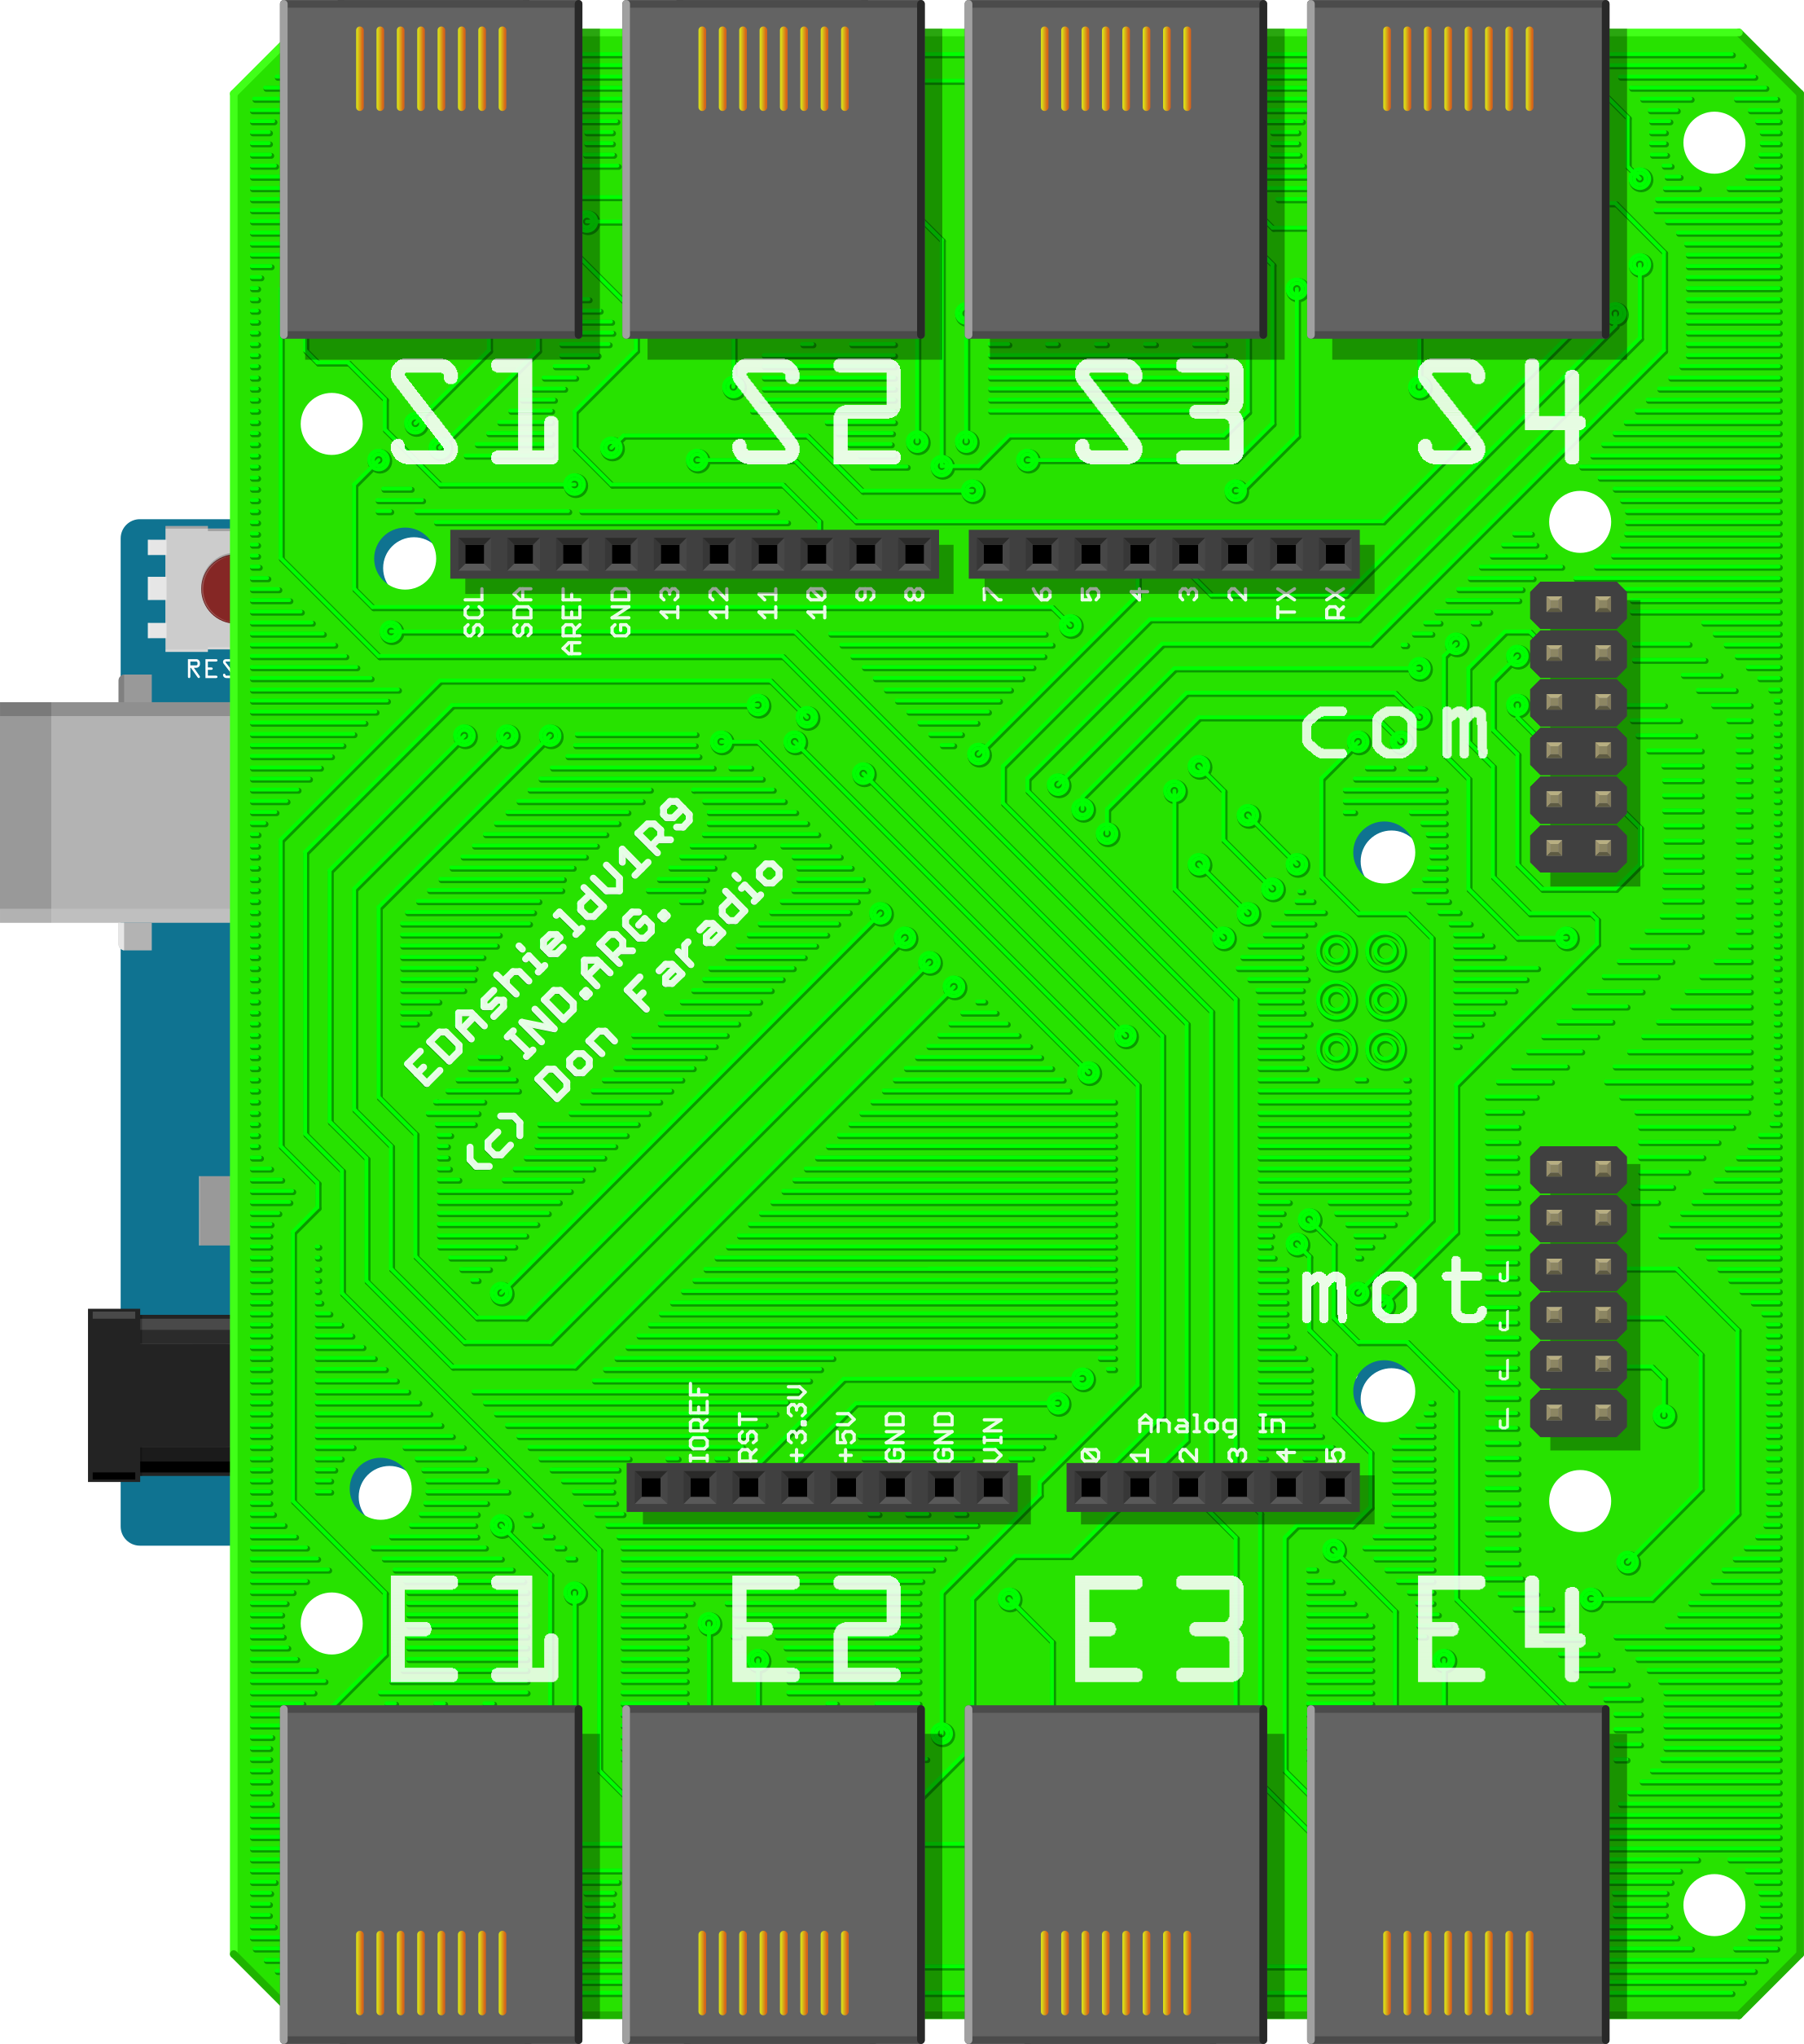 S1 S2 S3 S4
SCL SDA AREF GND 13 12 11 10 9 8 7 6 5 4 3 2 TX RX
RES
com
EDAshieldV1R9
IND.ARG.
(c) Don Faradio
mot
J
J
J
J
IOREF RST +3.3V +5V GND GND VIN
Analog In
0 1 2 3 4 5
E1 E2 E3 E4